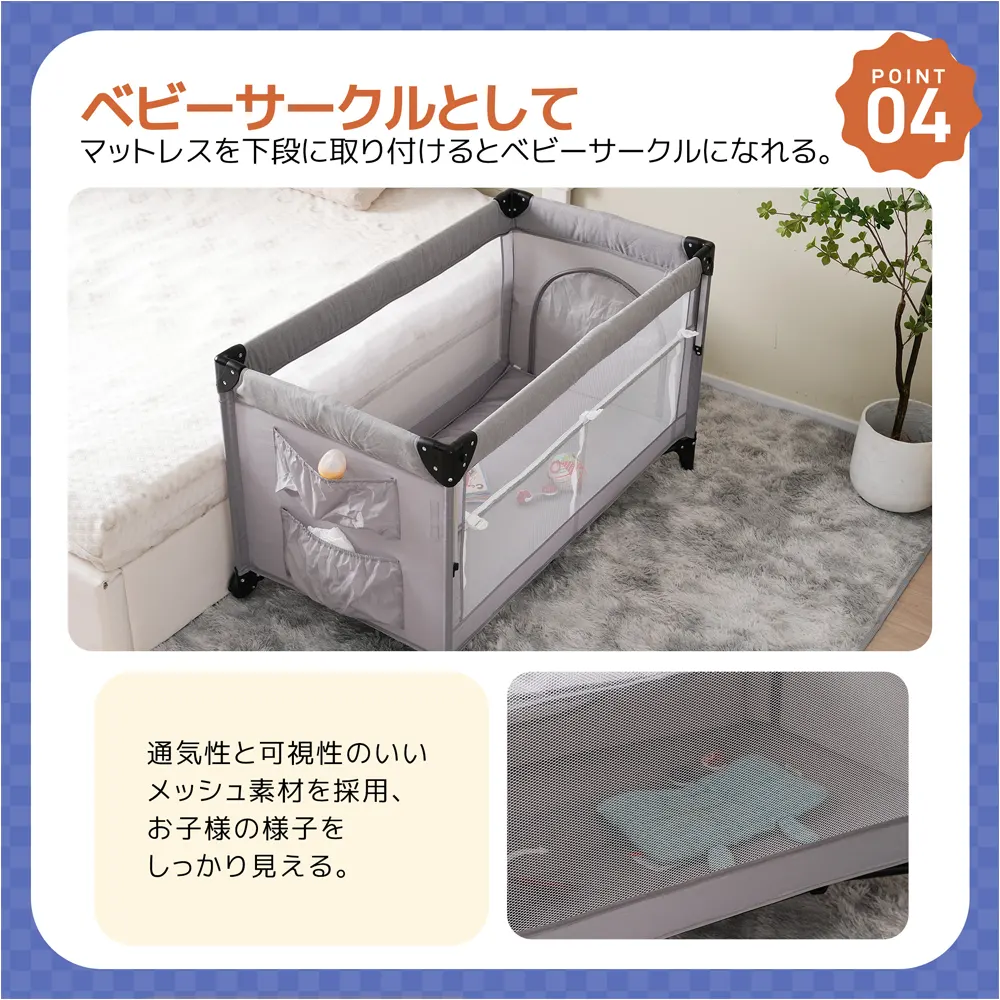 ベビーサークルとして
マットレスを下段に取り付けるとベビーサークルになれる。
POINT
04
通気性と可視性のいい
メッシュ素材を採用、
お子様の様子を
しっかり見える。